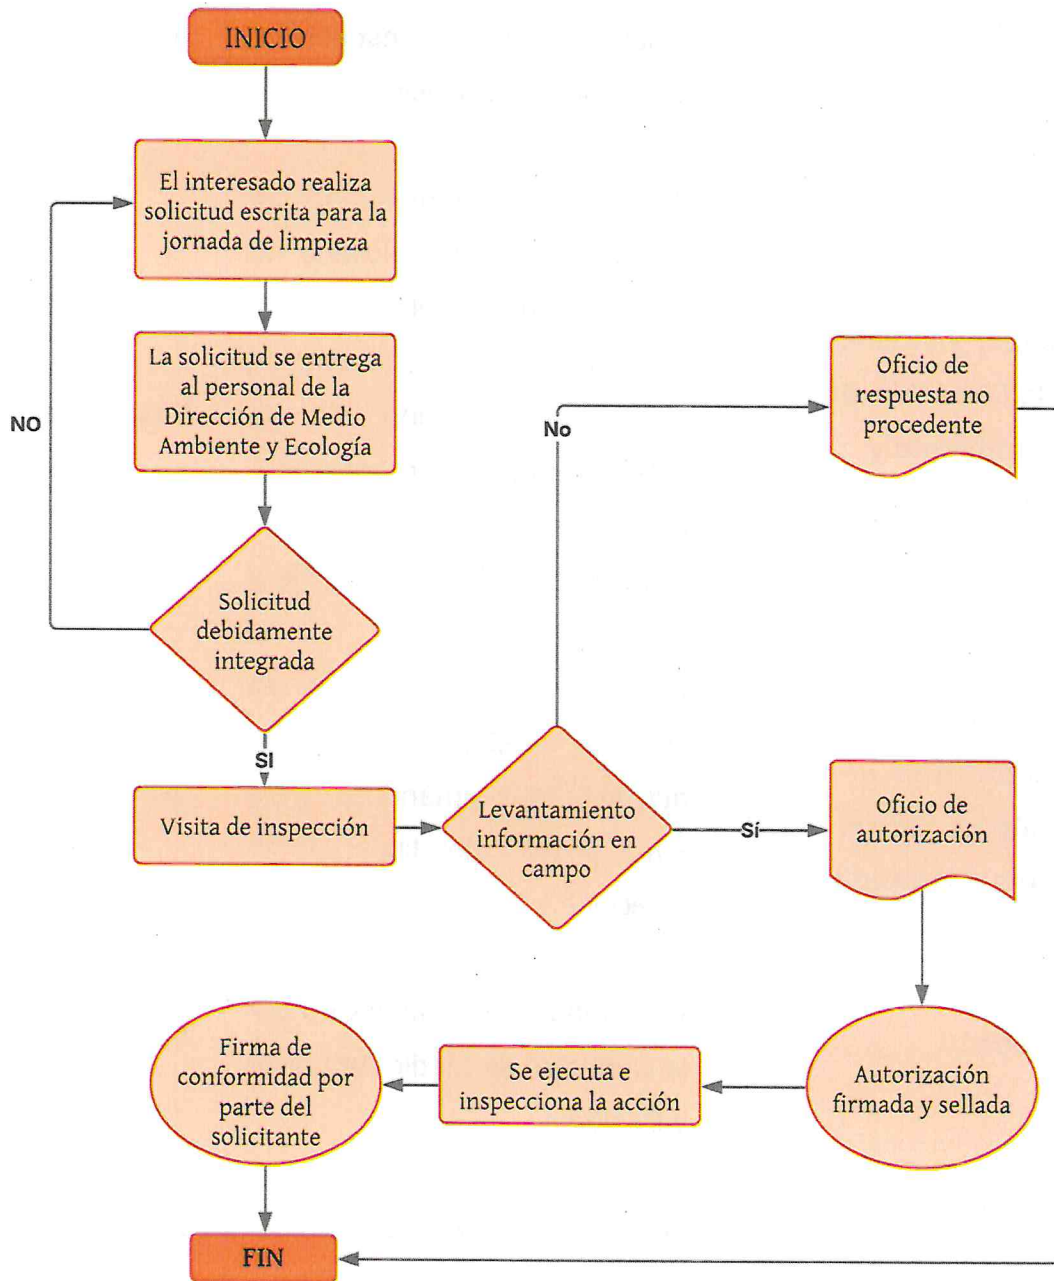 INICIO
El interesado realiza
solicitud escrita para la
jornada de limpieza
La solicitud se entrega
al personal de la
Dirección de Medio
Ambiente y Ecología
NO
Solicitud
debidamente
integrada
SI
Visita de inspección
Levantamiento
información en
campo
No
Oficio de
respuesta no
procedente
Sí
Oficio de
autorización
Autorización
firmada y sellada
Se ejecuta e
inspecciona la acción
Firma de
conformidad por
parte del
solicitante
FIN